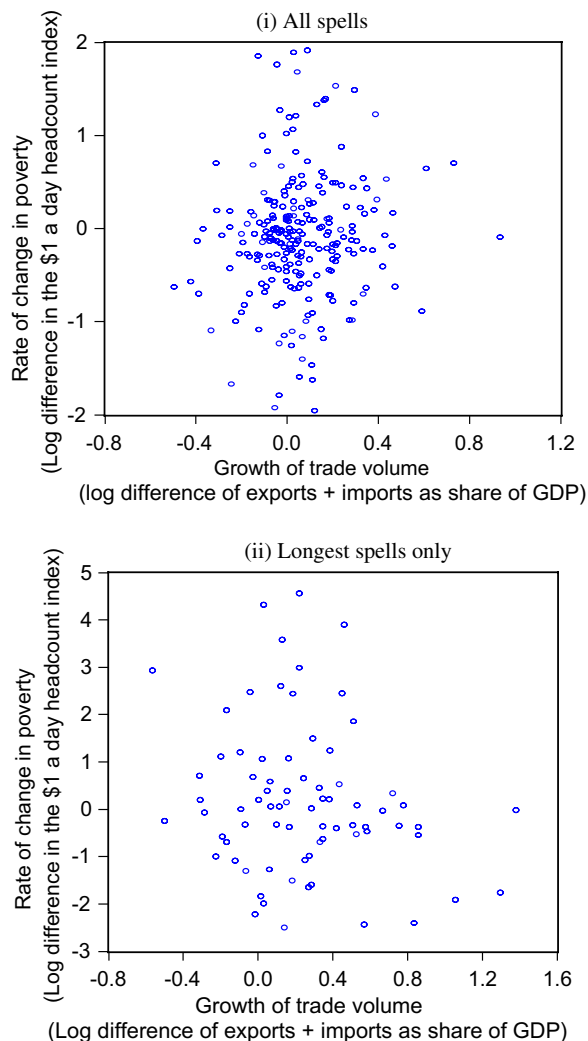 (i) All spells
Rate of change in poverty
(Log difference in the $1 a day headcount index)
2
1
0
-1
-2
-0.8
-0.4
0.0
0.4
0.8
1.2
Growth of trade volume
(log difference of exports + imports as share of GDP)
(ii) Longest spells only
Rate of change in poverty
(Log difference in the $1 a day headcount index)
5
4
3
2
1
0
-1
-2
-3
-0.8
-0.4
0.0
0.4
0.8
1.2
1.6
Growth of trade volume
(Log difference of exports + imports as share of GDP)